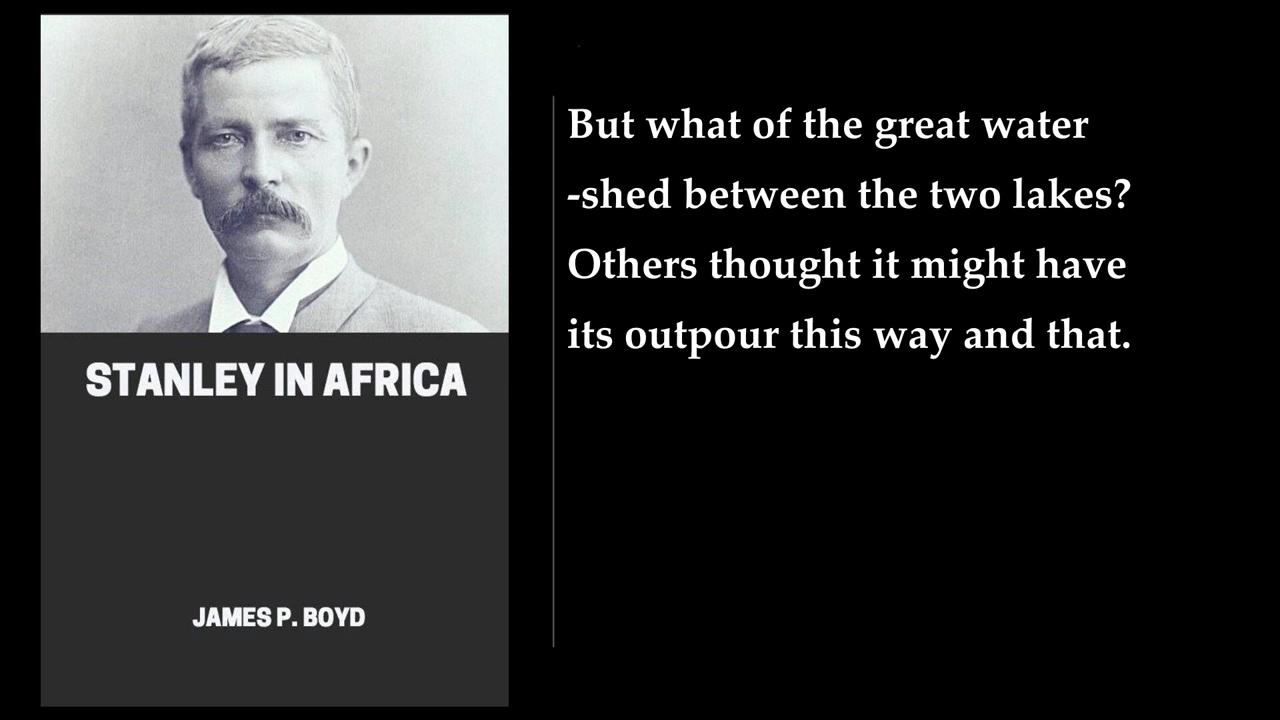 STANLEY IN AFRICA
JAMES P. BOYD
But what of the great water
-shed between the two lakes?
Others thought it might have
its outpour this way and that.